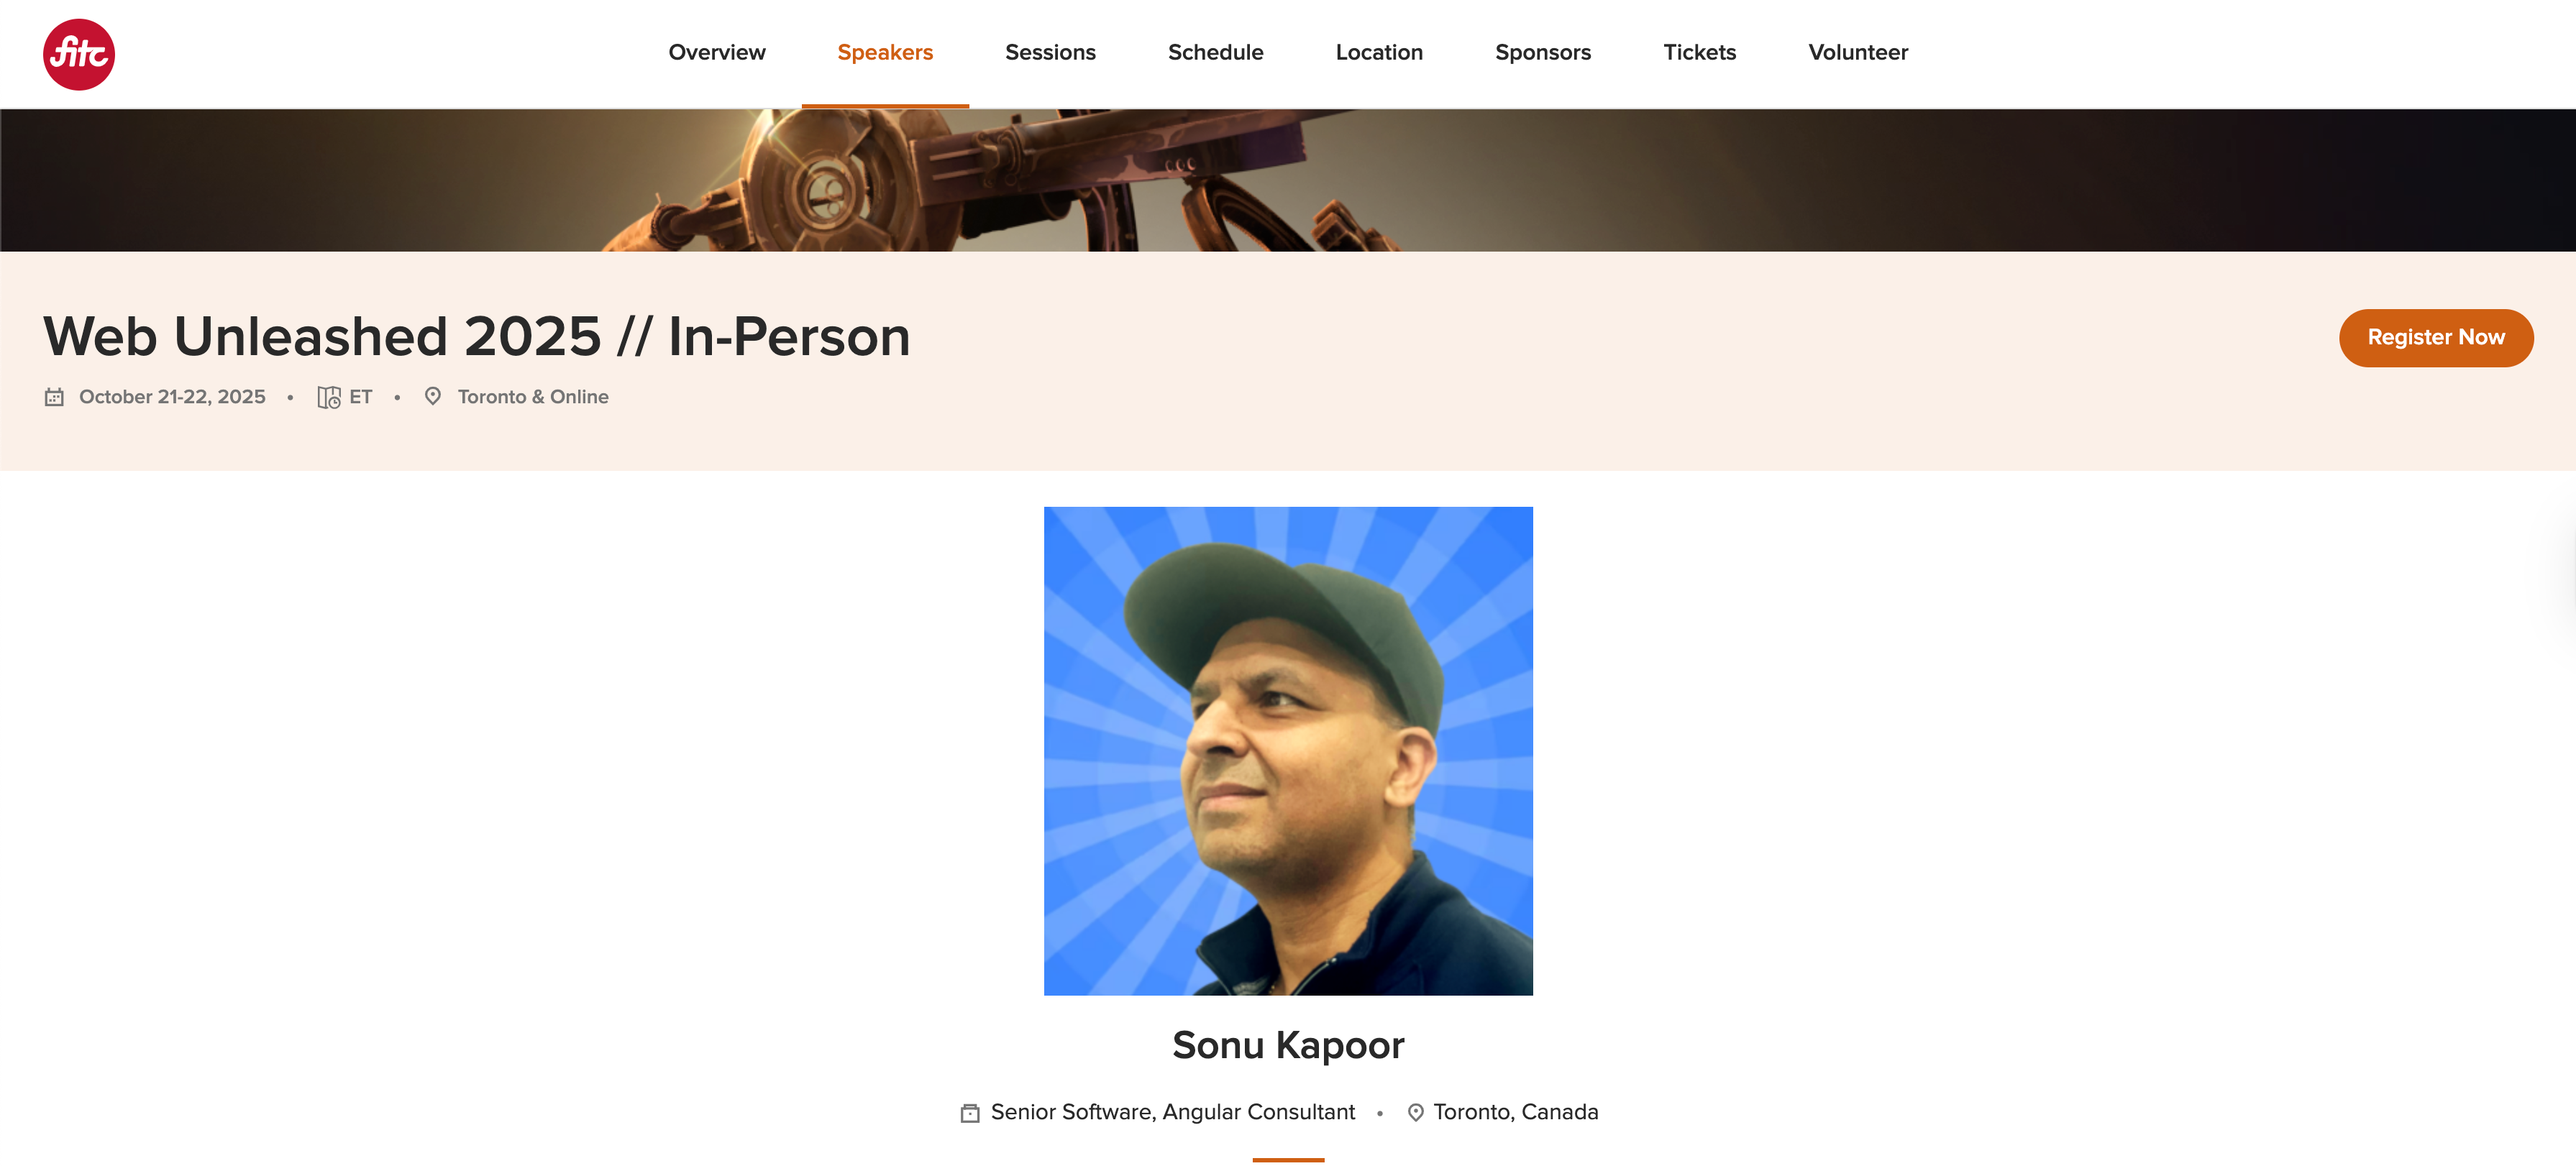 fitc
Overview Speakers Sessions Schedule Location Sponsors Tickets Volunteer
Web Unleashed 2025 // In-Person
Register Now
October 21-22, 2025 • ET • Toronto & Online
Sonu Kapoor
Senior Software, Angular Consultant • Toronto, Canada